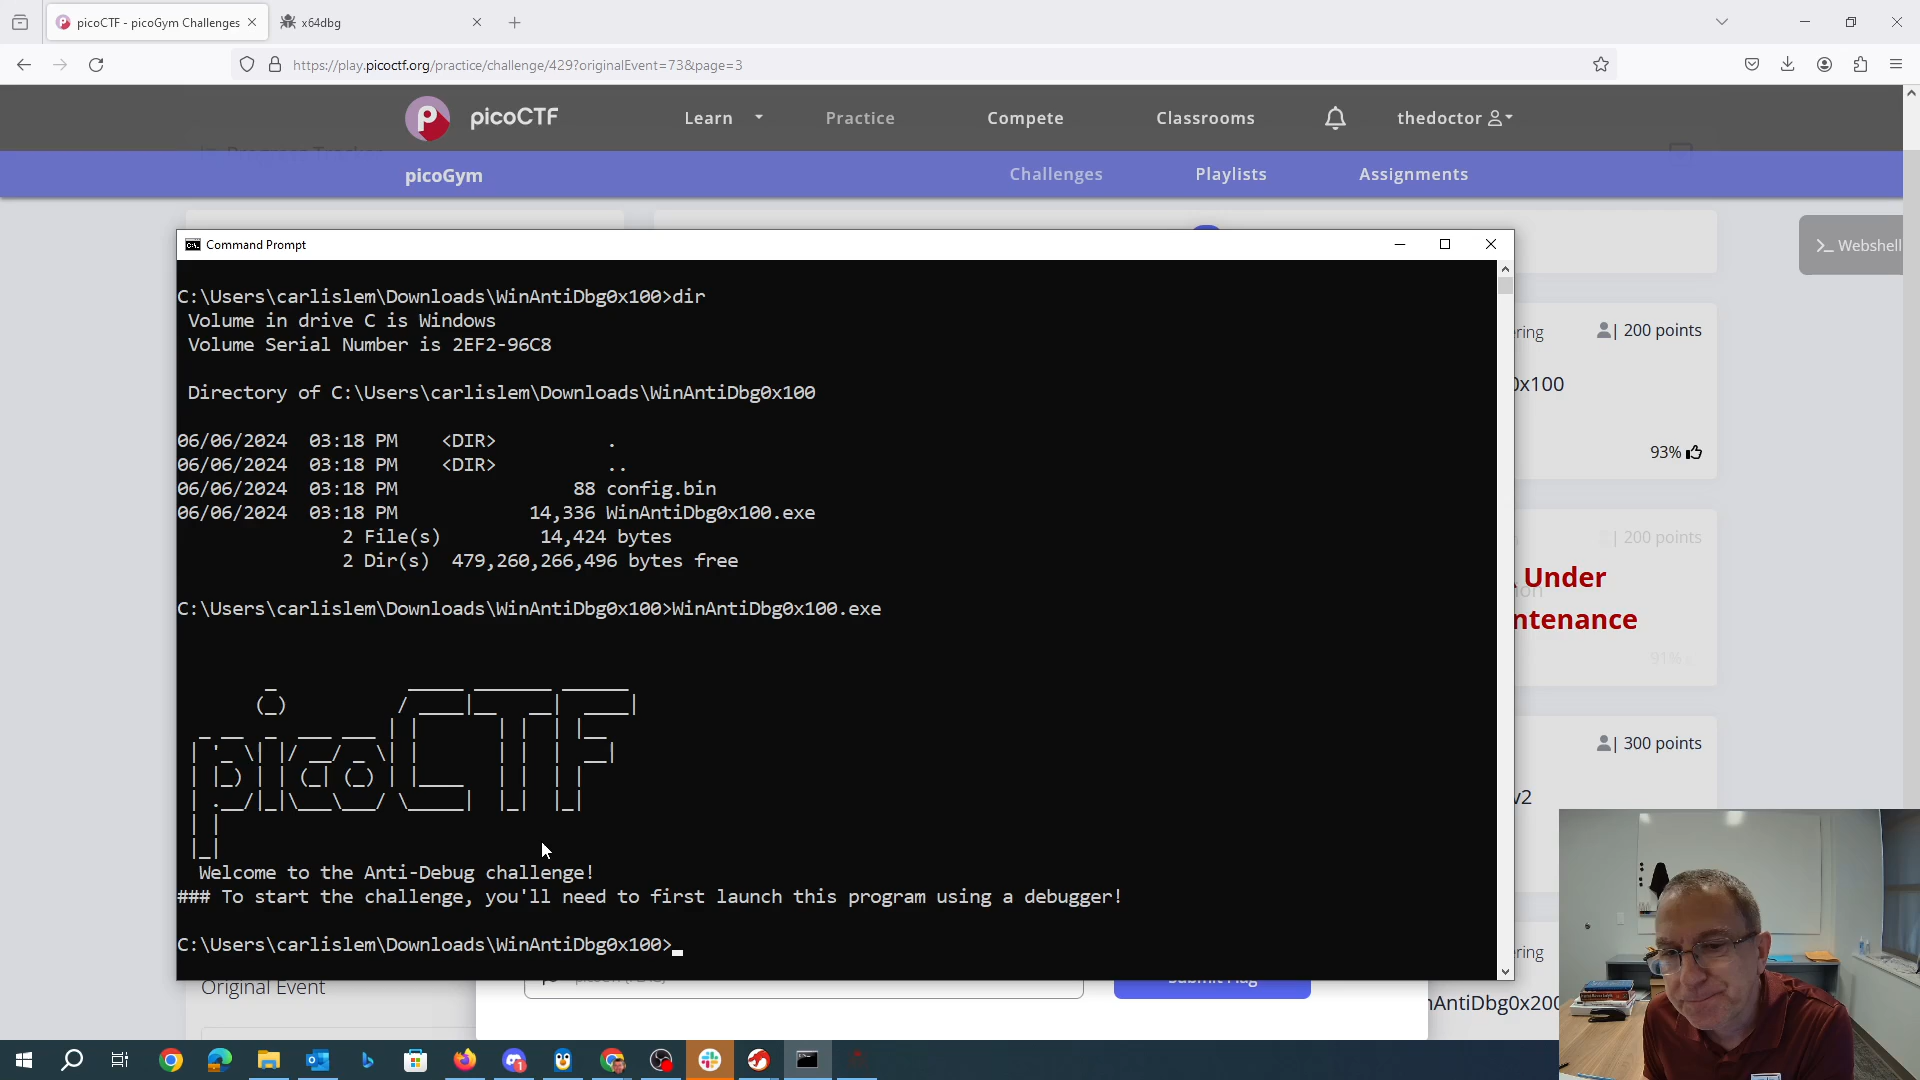 picoCTF - picoGym Challenges
x64dbg
https://play.picoctf.org/practice/challenge/429?originalEvent=73&page=3
picoCTF
Learn
Practice
Compete
Classrooms
thedoctor
picoGym
Challenges
Playlists
Assignments
>_ Webshell
Command Prompt
C:\Users\carlislem\Downloads\WinAntiDbg0x100>dir
Volume in drive C is Windows
Volume Serial Number is 2EF2-96C8
Directory of C:\Users\carlislem\Downloads\WinAntiDbg0x100
06/06/2024  03:18 PM    <DIR>          .
06/06/2024  03:18 PM    <DIR>          ..
06/06/2024  03:18 PM                88 config.bin
06/06/2024  03:18 PM            14,336 WinAntiDbg0x100.exe
2 File(s)         14,424 bytes
2 Dir(s)  479,260,266,496 bytes free
C:\Users\carlislem\Downloads\WinAntiDbg0x100>WinAntiDbg0x100.exe
picoCTF
Welcome to the Anti-Debug challenge!
### To start the challenge, you'll need to first launch this program using a debugger!
C:\Users\carlislem\Downloads\WinAntiDbg0x100>_
ering
| 200 points
0x100
93%
| 200 points
Under
ntenance
91%
| 300 points
v2
ering
nAntiDbg0x200
Original Event
Submit Flag